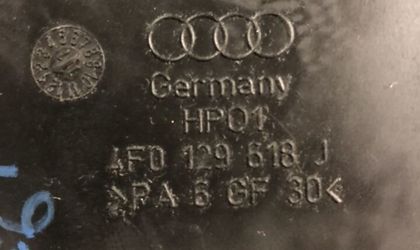 Germany
HP01
4F0 129 618 J
>PA 6 GF 30<